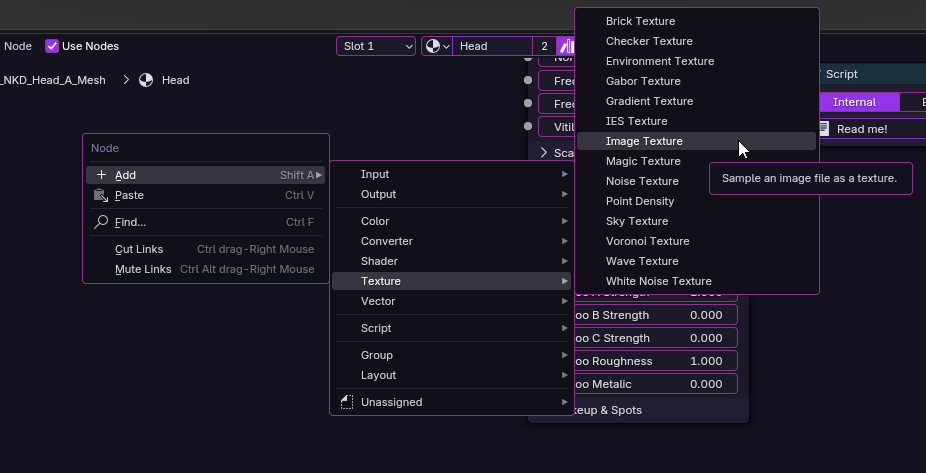 Node
Use Nodes
Slot 1
Head
2
_NKD_Head_A_Mesh
Head
Node
Add
Shift A
Paste
Ctrl V
Find...
Ctrl F
Cut Links
Ctrl drag-Right Mouse
Mute Links
Ctrl Alt drag-Right Mouse
Input
Output
Color
Converter
Shader
Texture
Vector
Script
Group
Layout
Unassigned
Brick Texture
Checker Texture
Environment Texture
Gabor Texture
Gradient Texture
IES Texture
Image Texture
Magic Texture
Noise Texture
Point Density
Sky Texture
Voronoi Texture
Wave Texture
White Noise Texture
Sample an image file as a texture.
Frec
Frec
Vitil
Sca
oo B Strength
0.000
oo C Strength
0.000
oo Roughness
1.000
oo Metalic
0.000
keup & Spots
Script
Internal
Read me!